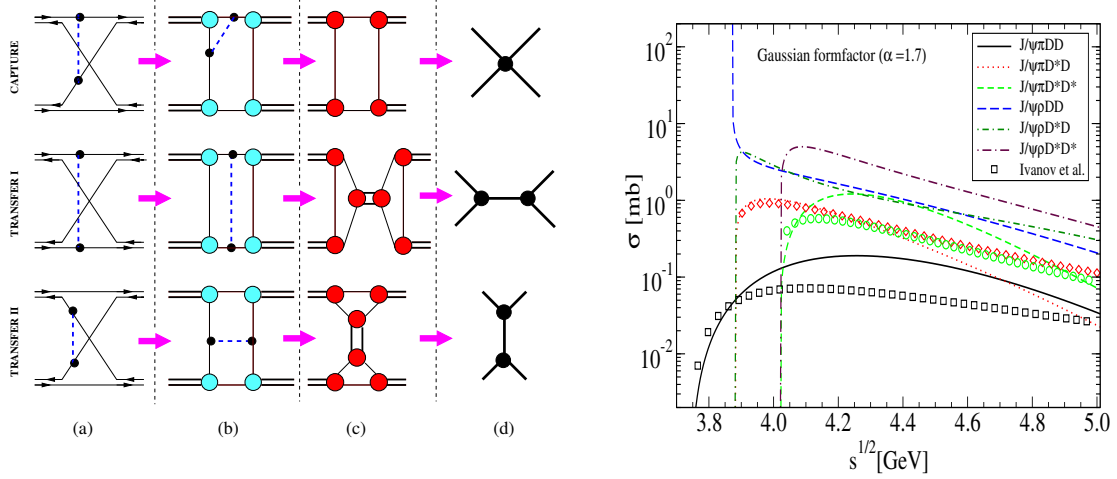 CAPTURE
TRANSFER I
TRANSFER II
(a)
(b)
(c)
(d)
σ [mb]
10²
10¹
10⁰
10⁻¹
10⁻²
Gaussian formfactor (α =1.7)
J/ψπDD
J/ψπD*D
J/ψπD*D*
J/ψρDD
J/ψρD*D
J/ψρD*D*
Ivanov et al.
3.8 4.0 4.2 4.4 4.6 4.8 5.0
s^{1/2}[GeV]